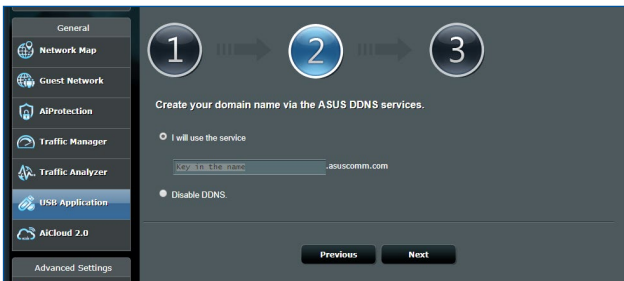 General
Network Map
Guest Network
AiProtection
Traffic Manager
Traffic Analyzer
USB Application
AiCloud 2.0
Advanced Settings
1 2 3
Create your domain name via the ASUS DDNS services.
I will use the service
Key in the name .asuscomm.com
Disable DDNS.
Previous Next